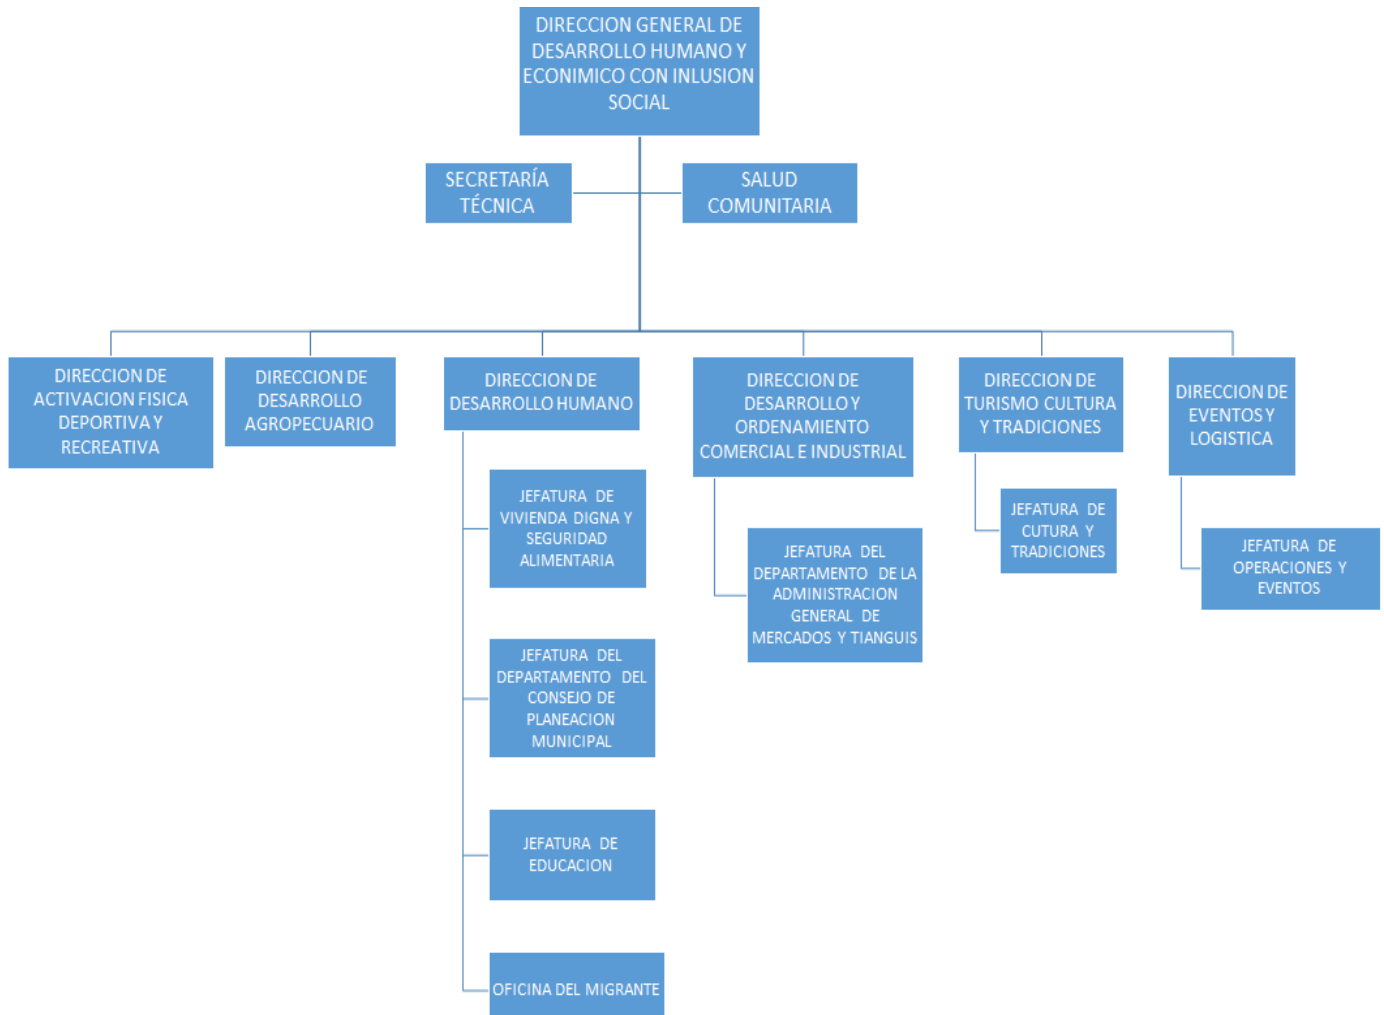 DIRECCION GENERAL DE
DESARROLLO HUMANO Y
ECONIMICO CON INLUSION
SOCIAL
SECRETARÍA
TÉCNICA
SALUD
COMUNITARIA
DIRECCION DE
ACTIVACION FISICA
DEPORTIVA Y
RECREATIVA
DIRECCION DE
DESARROLLO
AGROPECUARIO
DIRECCION DE
DESARROLLO HUMANO
JEFATURA DE
VIVIENDA DIGNA Y
SEGURIDAD
ALIMENTARIA
JEFATURA DEL
DEPARTAMENTO DEL
CONSEJO DE
PLANEACION
MUNICIPAL
JEFATURA DE
EDUCACION
OFICINA DEL MIGRANTE
DIRECCION DE
DESARROLLO Y
ORDENAMIENTO
COMERCIAL E INDUSTRIAL
JEFATURA DEL
DEPARTAMENTO DE LA
ADMINISTRACION
GENERAL DE
MERCADOS Y TIANGUIS
DIRECCION DE
TURISMO CULTURA
Y TRADICIONES
JEFATURA DE
CUTURA Y
TRADICIONES
DIRECCION DE
EVENTOS Y
LOGISTICA
JEFATURA DE
OPERACIONES Y
EVENTOS